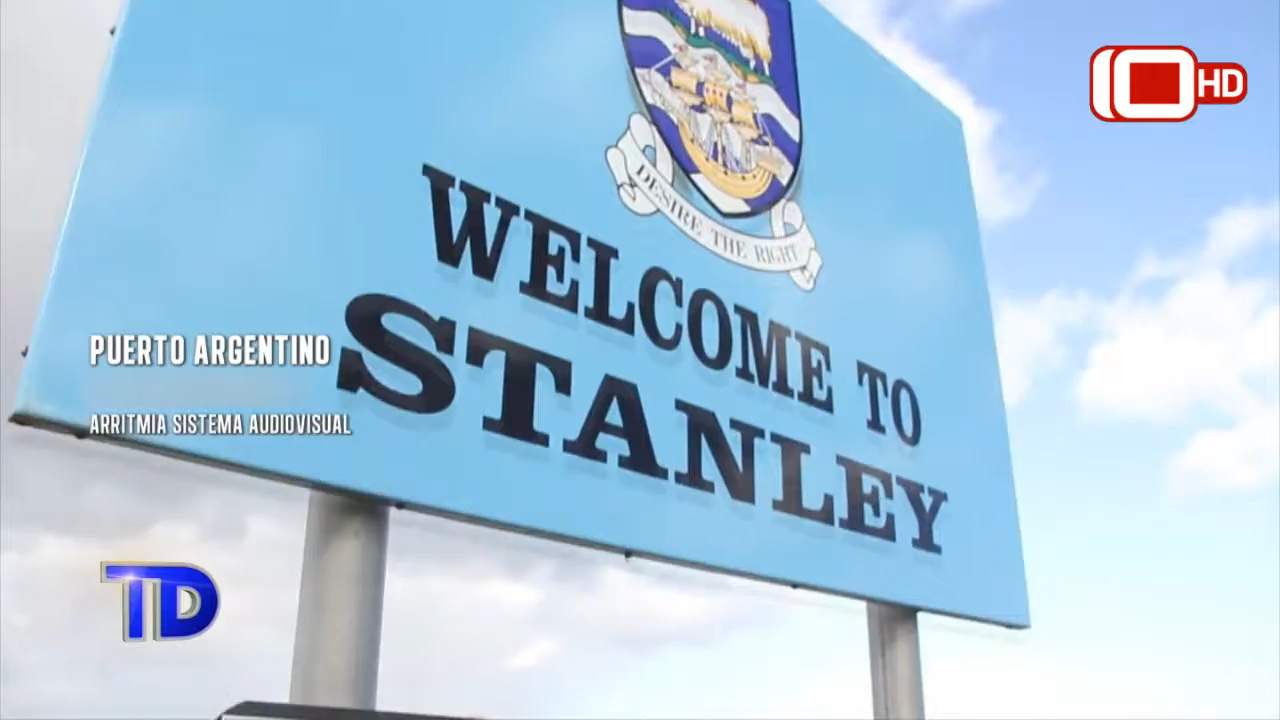 HD
DESIRE THE RIGHT
WELCOME TO
STANLEY
PUERTO ARGENTINO
ARRITMIA SISTEMA AUDIOVISUAL
TD